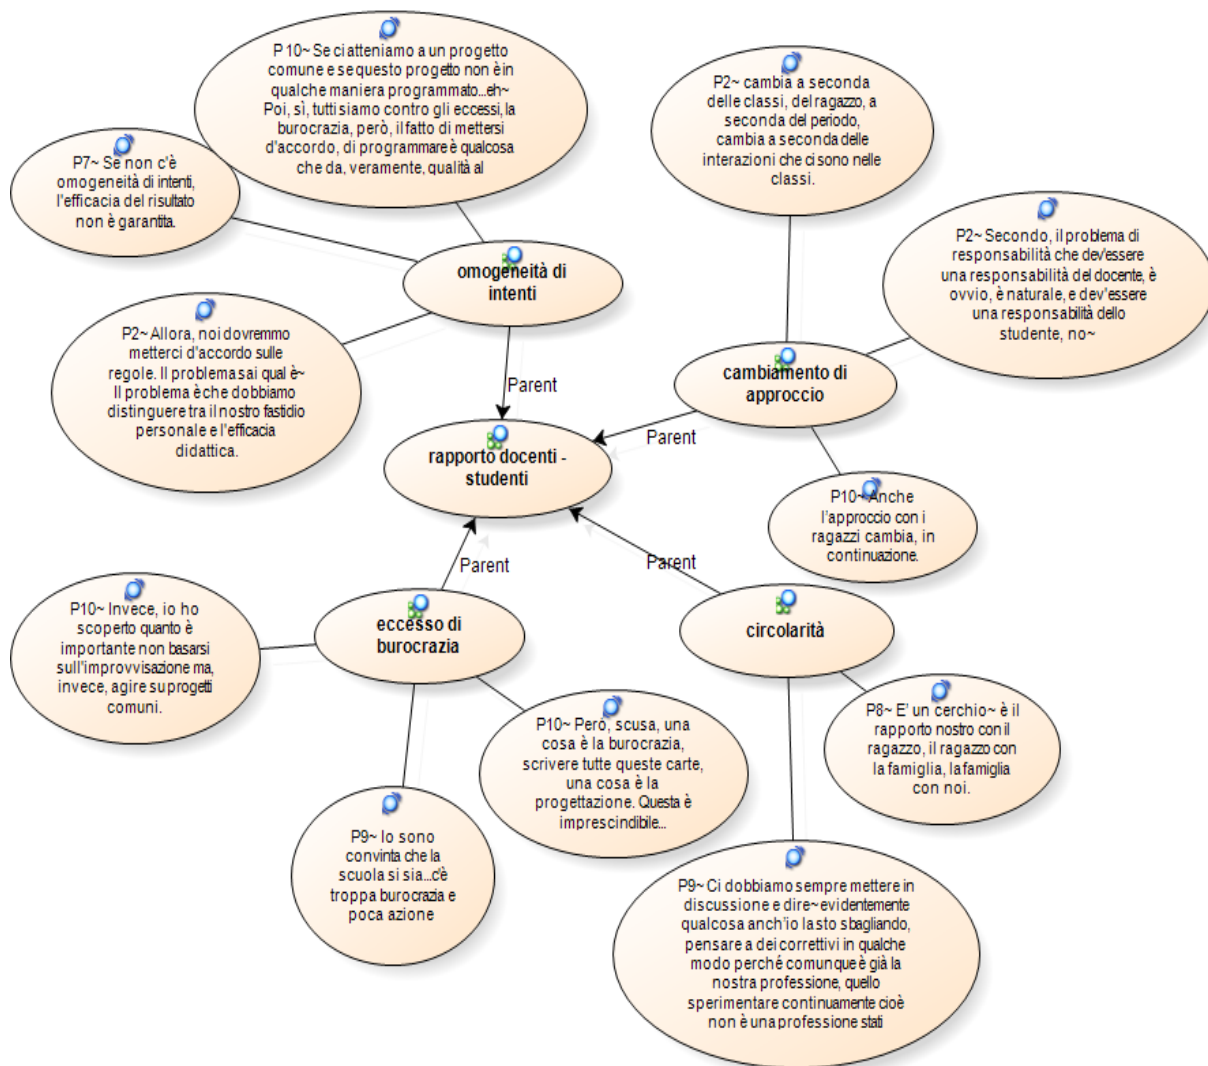 P 10~ Se ci atteniamo a un progetto
comune e se questo progetto non è in
qualche maniera programmato...eh~
Poi, sì, tutti siamo contro gli eccessi, la
burocrazia, però, il fatto di mettersi
d'accordo, di programmare è qualcosa
che da, veramente, qualità al
P2~ cambia a seconda
delle classi, del ragazzo, a
seconda del periodo,
cambia a seconda delle
interazioni che ci sono nelle
classi.
P7~ Se non c'è
omogeneità di intenti,
l'efficacia del risultato
non è garantita.
P2~ Secondo, il problema di
responsabilità che dev'essere
una responsabilità del docente, è
ovvio, è naturale, e dev'essere
una responsabilità dello
studente, no~
omogeneità di
intenti
P2~ Allora, noi dovremmo
metterci d'accordo sulle
regole. Il problema sai qual è~
Il problema è che dobbiamo
distinguere tra il nostro fastidio
personale e l'efficacia
didattica.
cambiamento di
approccio
Parent
Parent
rapporto docenti -
studenti
P10~ Anche
l'approccio con i
ragazzi cambia, in
continuazione.
Parent
Parent
P10~ Invece, io ho
scoperto quanto è
importante non basarsi
sull'improvvisazione ma,
invece, agire su progetti
comuni.
eccesso di
burocrazia
circolarità
P10~ Però, scusa, una
cosa è la burocrazia,
scrivere tutte queste carte,
una cosa è la
progettazione. Questa è
imprescindibile...
P8~ E' un cerchio~ è il
rapporto nostro con il
ragazzo, il ragazzo con
la famiglia, la famiglia
con noi.
P9~ Io sono
convinta che la
scuola si sia...c'è
troppa burocrazia e
poca azione
P9~ Ci dobbiamo sempre mettere in
discussione e dire~ evidentemente
qualcosa anch'io la sto sbagliando,
pensare a dei correttivi in qualche
modo perché comunque è già la
nostra professione, quello
sperimentare continuamente cioè
non è una professione stati